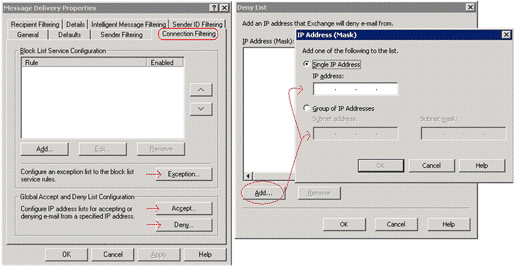 Message Delivery Properties
Recipient Filtering Details Intelligent Message Filtering Sender ID Filtering
General Defaults Sender Filtering Connection Filtering
Block List Service Configuration
Rule Enabled
Add... Edit... Remove
Configure an exception list to the block list service rules.
Exception...
Global Accept and Deny List Configuration
Configure IP address lists for accepting or denying e-mail from a specified IP address.
Accept...
Deny...
OK Cancel Apply Help
Deny List
Add an IP address that Exchange will deny e-mail from.
IP Address (Mask):
Add... Remove
OK Cancel Help
IP Address (Mask)
Add one of the following to the list.
Single IP Address
IP address:
Group of IP Addresses
Subnet address: Subnet mask:
OK Cancel Help